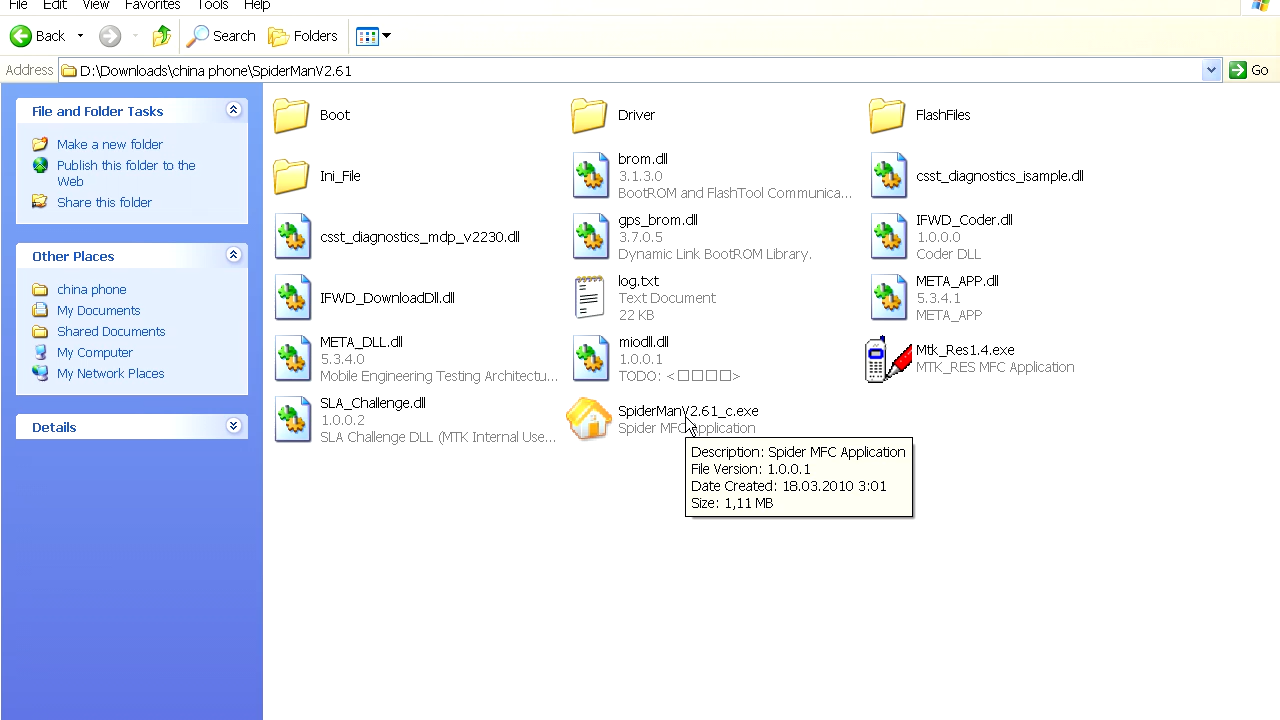 File Edit View Favorites Tools Help
Back Search Folders
Address D:\Downloads\china phone\SpiderManV2.61 Go
File and Folder Tasks
Make a new folder
Publish this folder to the
Web
Share this folder
Other Places
china phone
My Documents
Shared Documents
My Computer
My Network Places
Details
Boot
Driver
FlashFiles
Ini_File
brom.dll
3.1.3.0
BootROM and FlashTool Communica...
csst_diagnostics_isample.dll
csst_diagnostics_mdp_v2230.dll
gps_brom.dll
3.7.0.5
Dynamic Link BootROM Library.
IFWD_Coder.dll
1.0.0.0
Coder DLL
IFWD_DownloadDll.dll
log.txt
Text Document
22 KB
META_APP.dll
5.3.4.1
META_APP
META_DLL.dll
5.3.4.0
Mobile Engineering Testing Architectu...
miodll.dll
1.0.0.1
TODO: <□□□□>
Mtk_Res1.4.exe
MTK_RES MFC Application
SLA_Challenge.dll
1.0.0.2
SLA Challenge DLL (MTK Internal Use...
SpiderManV2.61_c.exe
Spider MFC Application
Description: Spider MFC Application
File Version: 1.0.0.1
Date Created: 18.03.2010 3:01
Size: 1,11 MB